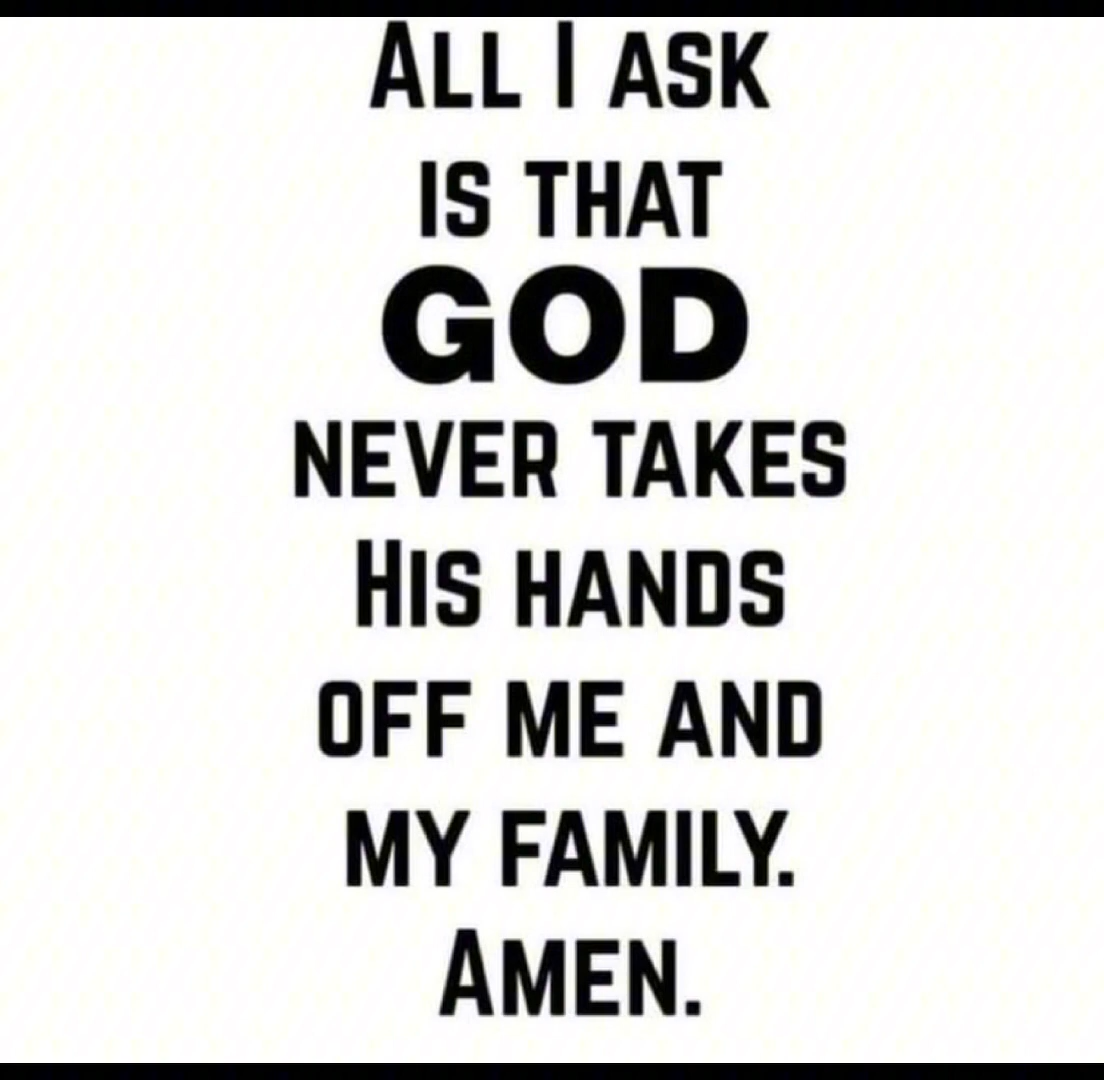 All I ask
is that
GOD
never takes
His hands
off me and
my family.
Amen.